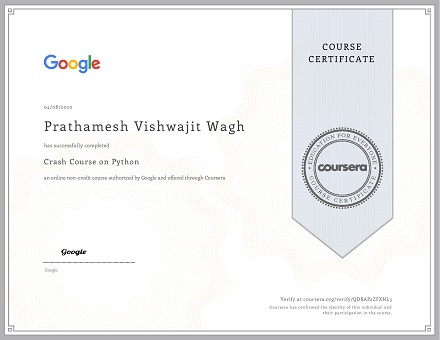 Google
COURSE
CERTIFICATE
04/08/2020
Prathamesh Vishwajit Wagh
has successfully completed
Crash Course on Python
an online non-credit course authorized by Google and offered through Coursera
EDUCATION FOR EVERYONE
coursera
COURSE CERTIFICATE
Google
Google
Verify at coursera.org/verify/
Coursera has confirmed the identity of this individual and
their participation in the course.